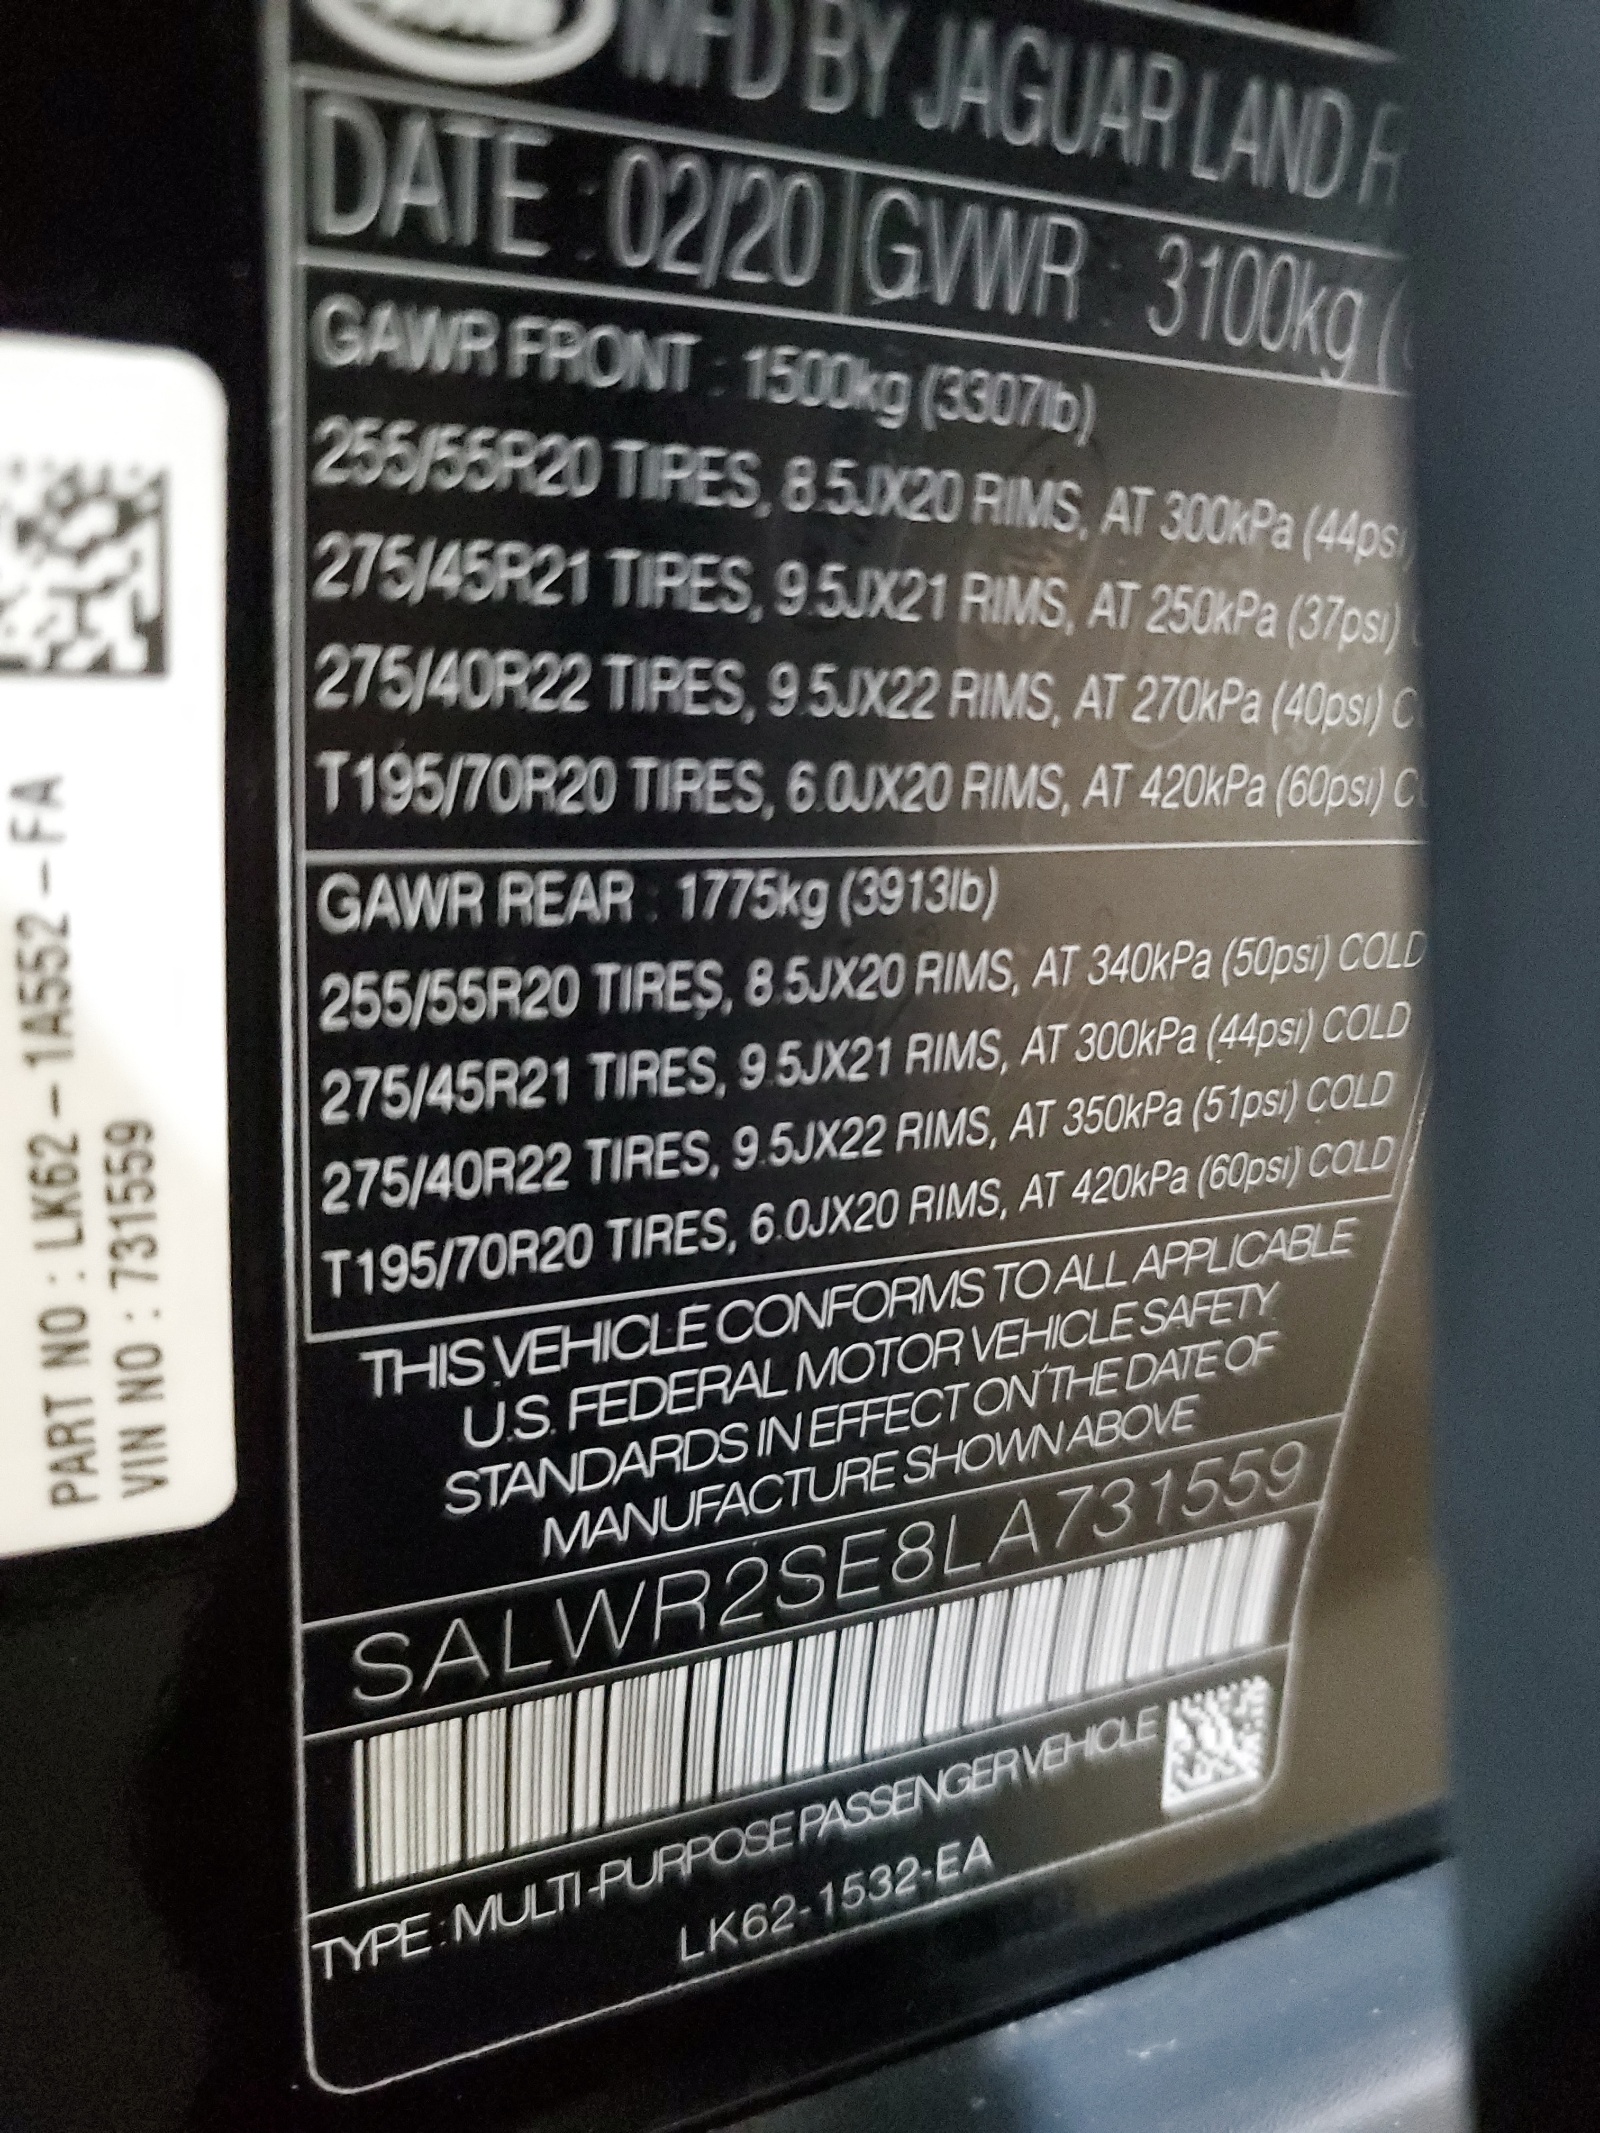 MFD BY JAGUAR LAND
DATE : 02/20 GVWR : 3100kg (
GAWR FRONT : 1500kg (3307lb)
255/55R20 TIRES, 8.5JX20 RIMS, AT 300kPa (44psi)
275/45R21 TIRES, 9.5JX21 RIMS, AT 250kPa (37psi)
275/40R22 TIRES, 9.5JX22 RIMS, AT 270kPa (40psi) C
T195/70R20 TIRES, 6.0JX20 RIMS, AT 420kPa (60psi) C
GAWR REAR : 1775kg (3913lb)
255/55R20 TIRES, 8.5JX20 RIMS, AT 340kPa (50psi) COLD
275/45R21 TIRES, 9.5JX21 RIMS, AT 300kPa (44psi) COLD
275/40R22 TIRES, 9.5JX22 RIMS, AT 350kPa (51psi) COLD
T195/70R20 TIRES, 6.0JX20 RIMS, AT 420kPa (60psi) COLD
THIS VEHICLE CONFORMS TO ALL APPLICABLE
U.S. FEDERAL MOTOR VEHICLE SAFETY
STANDARDS IN EFFECT ON THE DATE OF
MANUFACTURE SHOWN ABOVE
SALWR2SE8LA731559
TYPE : MULTI-PURPOSE PASSENGER VEHICLE
LK62-1532-EA
PART NO : LK62-1A552-FA
VIN NO : 731559